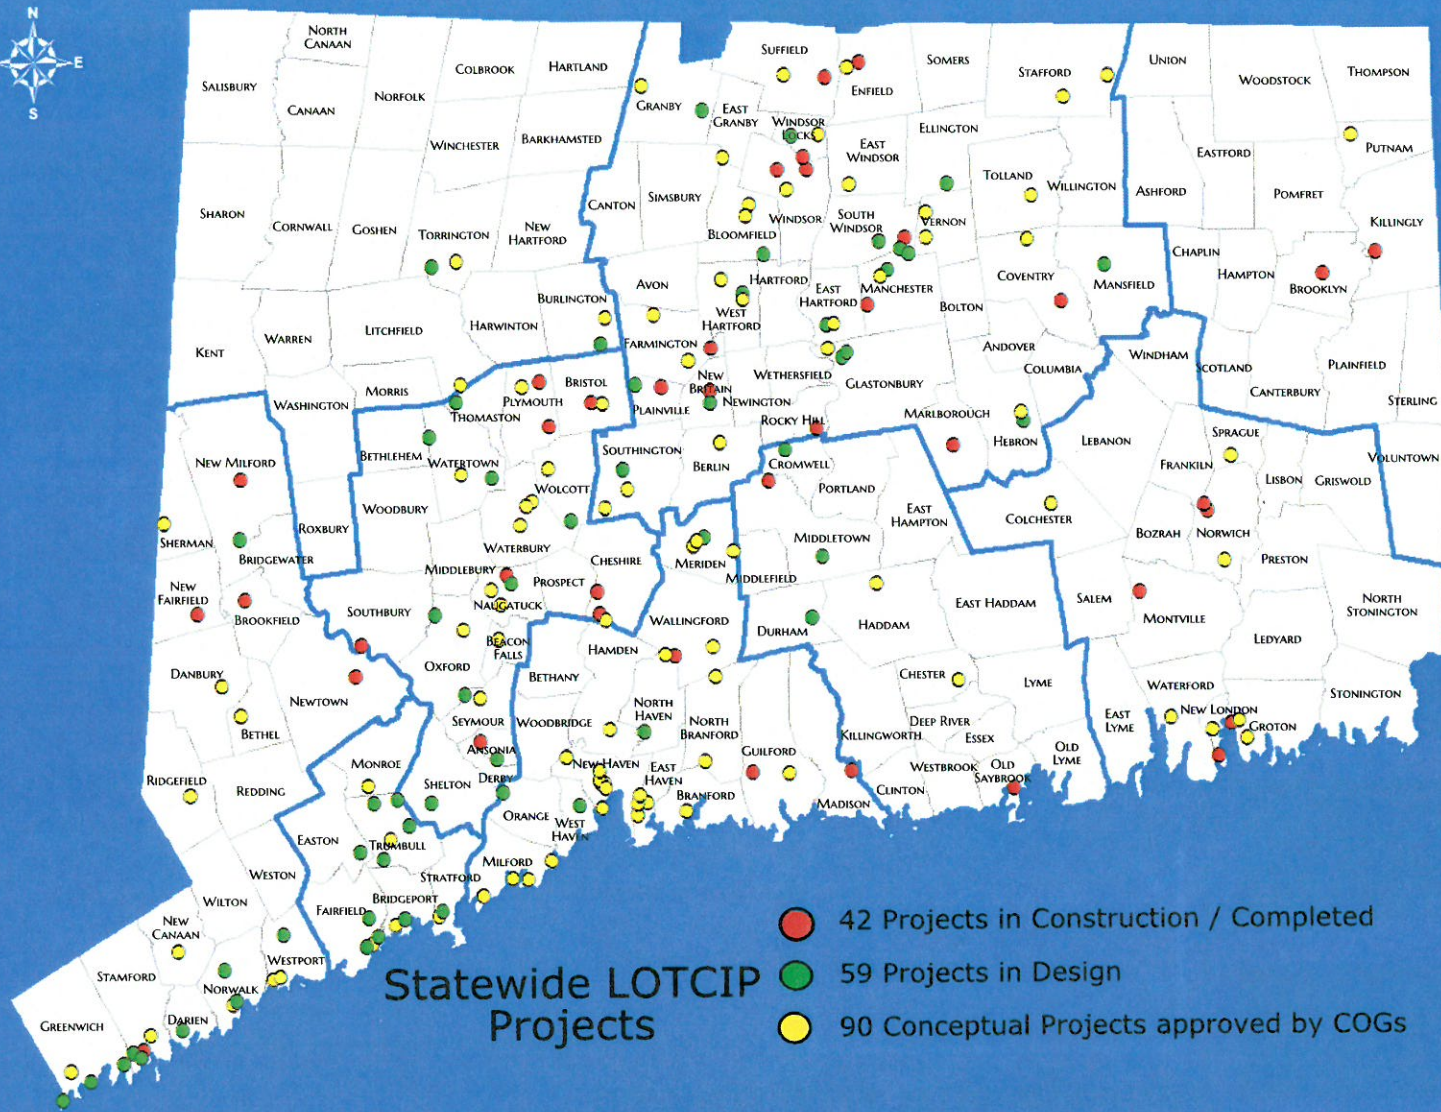 N
E
S
NORTH
CANAAN
SALISBURY
CANAAN
NORFOLK
COLBROOK
HARTLAND
WINCHESTER
BARKHAMSTED
SHARON
CORNWALL
GOSHEN
TORRINGTON
NEW
HARTFORD
KENT
WARREN
LITCHFIELD
HARWINTON
BURLINGTON
MORRIS
WASHINGTON
SUFFIELD
GRANBY
EAST
GRANBY
WINDSOR
LOCKS
ENFIELD
SOMERS
STAFFORD
UNION
WOODSTOCK
THOMPSON
ELLINGTON
EAST
WINDSOR
EASTFORD
PUTNAM
CANTON
SIMSBURY
TOLLAND
WILLINGTON
ASHFORD
POMFRET
BLOOMFIELD
WINDSOR
SOUTH
WINDSOR
VERNON
KILLINGLY
CHAPLIN
HAMPTON
BROOKLYN
AVON
HARTFORD
WEST
HARTFORD
EAST
HARTFORD
MANCHESTER
BOLTON
COVENTRY
MANSFIELD
FARMINGTON
ANDOVER
COLUMBIA
WINDHAM
SCOTLAND
PLAINFIELD
CANTERBURY
STERLING
THOMASTON
PLYMOUTH
BRISTOL
PLAINVILLE
NEW
BRITAIN
NEWINGTON
WETHERSFIELD
GLASTONBURY
ROCKY HILL
MARLBOROUGH
HEBRON
LEBANON
SPRAGUE
FRANKILN
LISBON
GRISWOLD
VOLUNTOWN
NEW MILFORD
BETHLEHEM
WATERTOWN
WOLCOTT
SOUTHINGTON
BERLIN
CROMWELL
PORTLAND
EAST
HAMPTON
COLCHESTER
BOZRAH
NORWICH
PRESTON
WOODBURY
ROXBURY
SHERMAN
BRIDGEWATER
WATERBURY
CHESHIRE
MERIDEN
MIDDLETOWN
MIDDLEFIELD
NEW
FAIRFIELD
BROOKFIELD
SOUTHBURY
MIDDLEBURY
NAUGATUCK
PROSPECT
WALLINGFORD
DURHAM
HADDAM
EAST HADDAM
SALEM
MONTVILLE
NORTH
STONINGTON
LEDYARD
DANBURY
NEWTOWN
OXFORD
BEACON
FALLS
BETHANY
HAMDEN
CHESTER
LYME
WATERFORD
STONINGTON
BETHEL
SEYMOUR
WOODBRIDGE
NORTH
HAVEN
NORTH
BRANFORD
GUILFORD
KILLINGWORTH
DEEP RIVER
ESSEX
OLD
LYME
EAST
LYME
NEW LONDON
GROTON
RIDGEFIELD
REDDING
MONROE
SHELTON
ANSONIA
DERBY
NEW HAVEN
EAST
HAVEN
BRANFORD
MADISON
CLINTON
WESTBROOK
OLD
SAYBROOK
EASTON
TRUMBULL
ORANGE
WEST
HAVEN
WESTON
STRATFORD
MILFORD
WILTON
FAIRFIELD
BRIDGEPORT
NEW
CANAAN
WESTPORT
STAMFORD
NORWALK
GREENWICH
DARIEN
Statewide LOTCIP
Projects
42 Projects in Construction / Completed
59 Projects in Design
90 Conceptual Projects approved by COGs